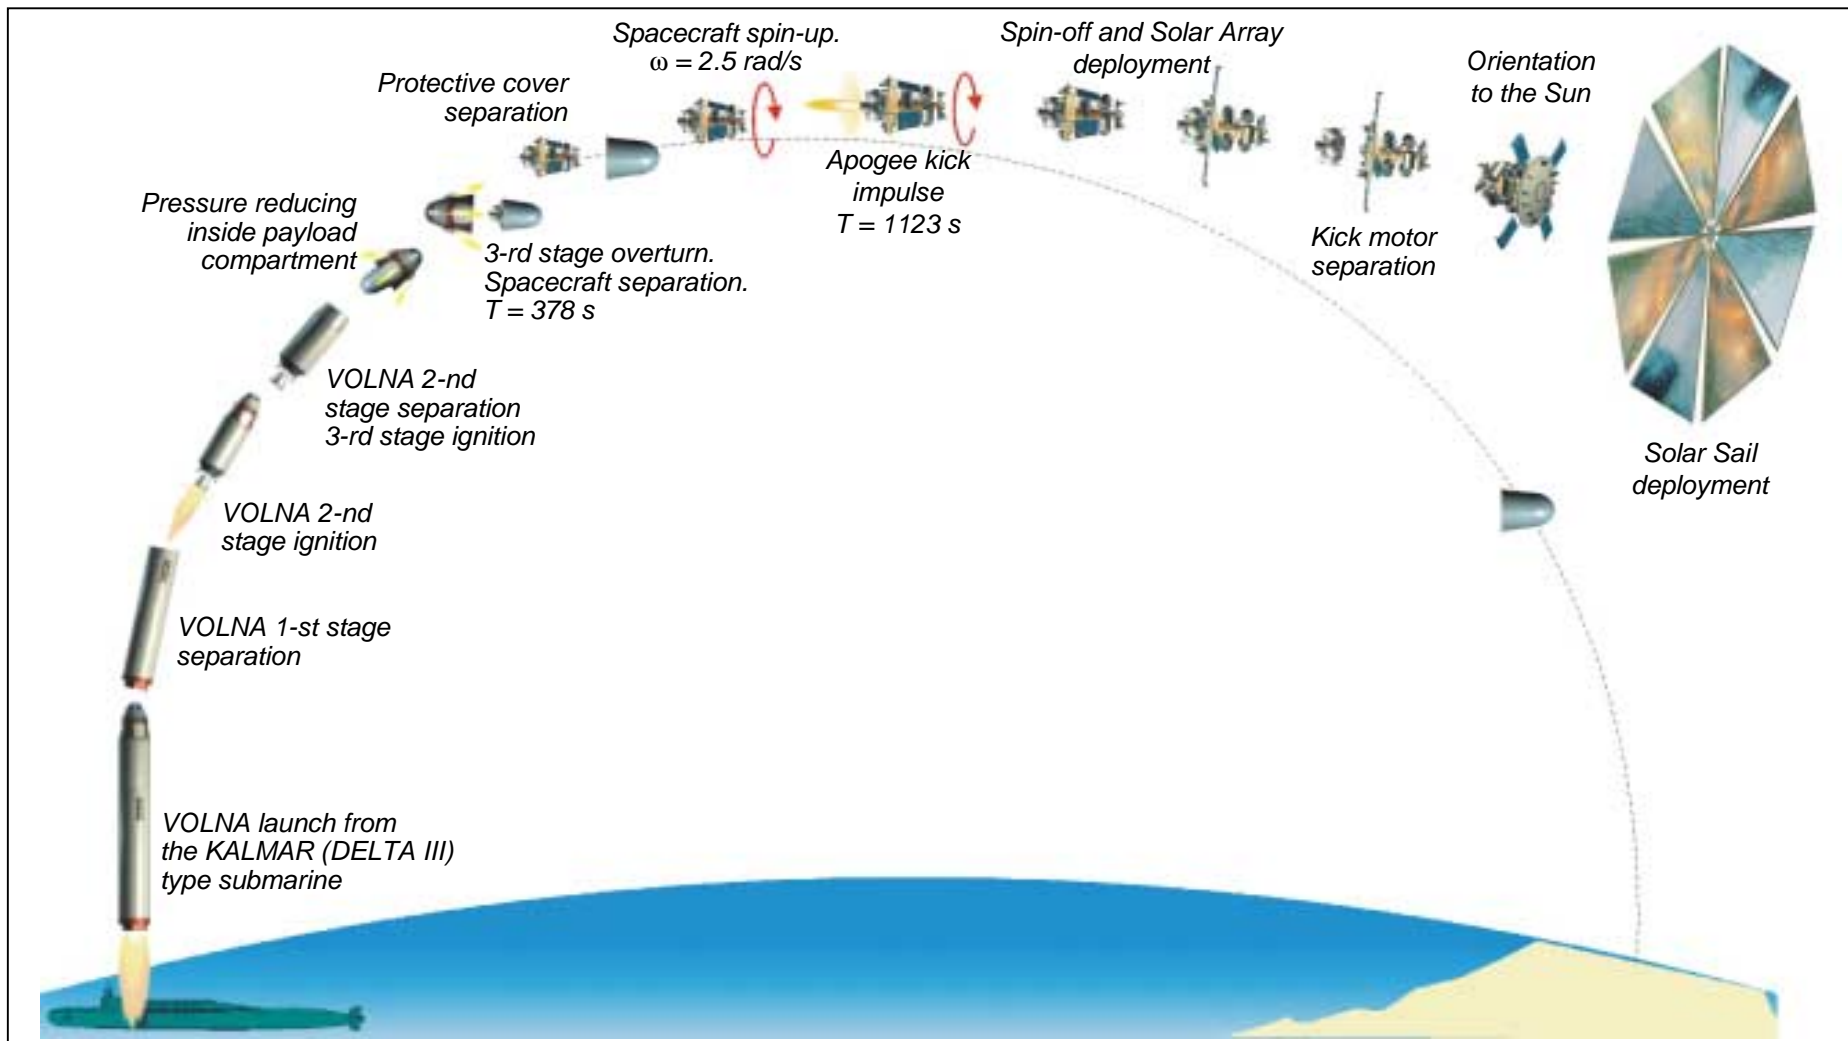 Spacecraft spin-up.
ω = 2.5 rad/s
Spin-off and Solar Array
deployment
Orientation
to the Sun
Protective cover
separation
Apogee kick
impulse
T = 1123 s
Pressure reducing
inside payload
compartment
3-rd stage overturn.
Spacecraft separation.
T = 378 s
Kick motor
separation
VOLNA 2-nd
stage separation
3-rd stage ignition
Solar Sail
deployment
VOLNA 2-nd
stage ignition
VOLNA 1-st stage
separation
VOLNA launch from
the KALMAR (DELTA III)
type submarine